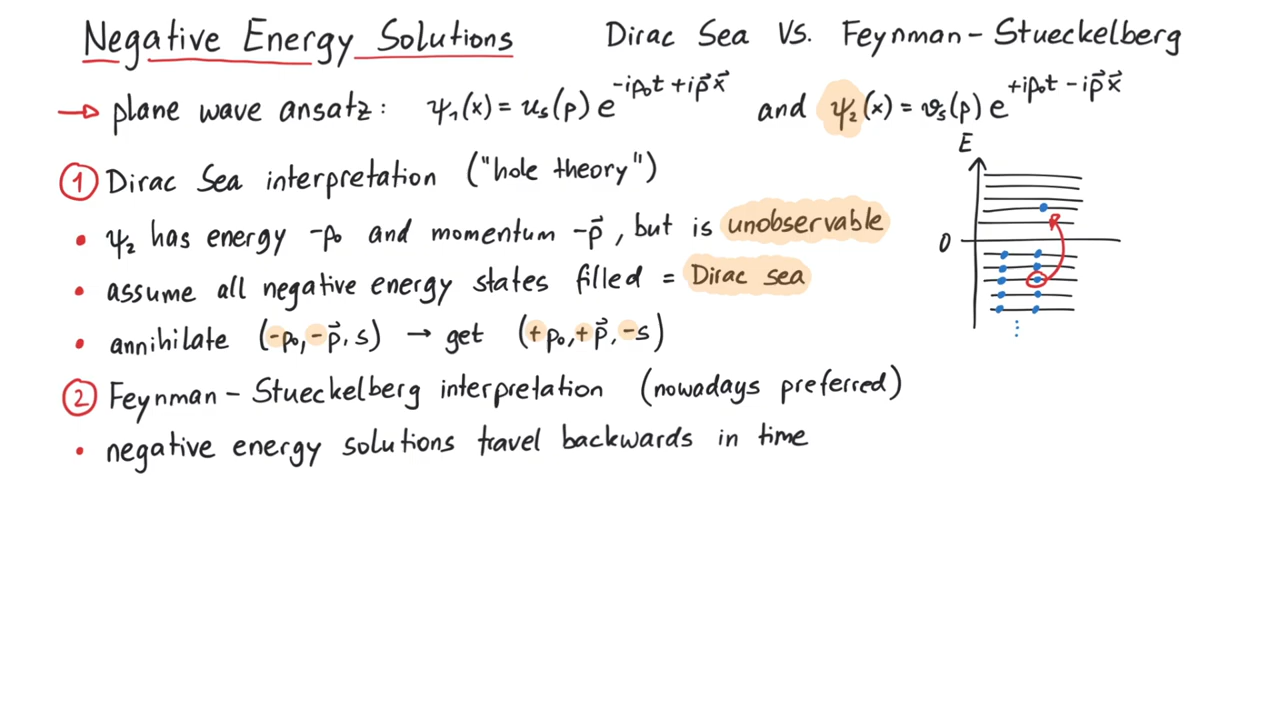 Negative Energy Solutions Dirac Sea vs. Feynman-Stueckelberg
→ plane wave ansatz: ψ₁(x) = u_s(p) e^{-ip₀t + ip⃗x⃗} and ψ₂(x) = v_s(p) e^{+ip₀t - ip⃗x⃗}
E
① Dirac Sea interpretation ("hole theory")
• ψ₂ has energy -p₀ and momentum -p⃗, but is unobservable
0
• assume all negative energy states filled = Dirac sea
• annihilate (-p₀, -p⃗, s) → get (+p₀, +p⃗, -s)
② Feynman-Stueckelberg interpretation (nowadays preferred)
• negative energy solutions travel backwards in time